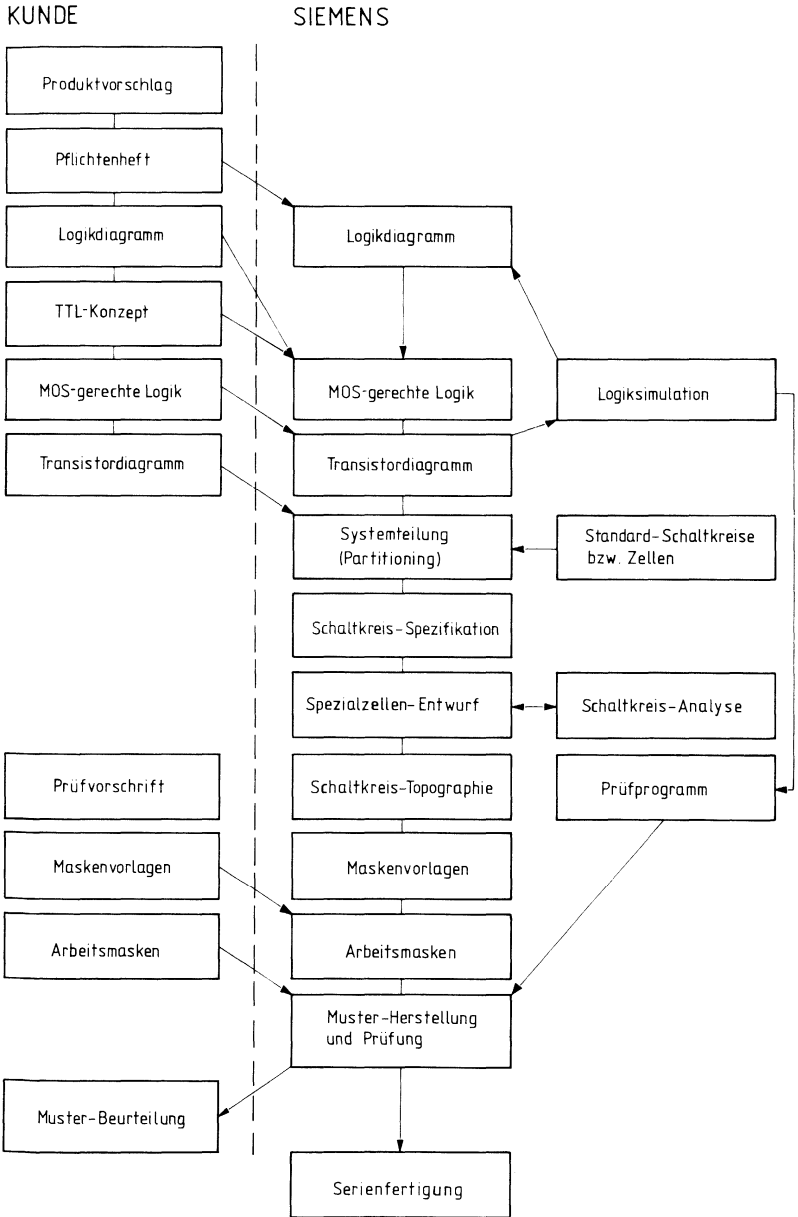 KUNDE
SIEMENS
Produktvorschlag
Pflichtenheft
Logikdiagramm
Logikdiagramm
TTL-Konzept
MOS-gerechte Logik
MOS-gerechte Logik
Logiksimulation
Transistordiagramm
Transistordiagramm
Systemteilung
(Partitioning)
Standard-Schaltkreise
bzw. Zellen
Schaltkreis-Spezifikation
Spezialzellen-Entwurf
Schaltkreis-Analyse
Prüfvorschrift
Schaltkreis-Topographie
Prüfprogramm
Maskenvorlagen
Maskenvorlagen
Arbeitsmasken
Arbeitsmasken
Muster-Herstellung
und Prüfung
Muster-Beurteilung
Serienfertigung